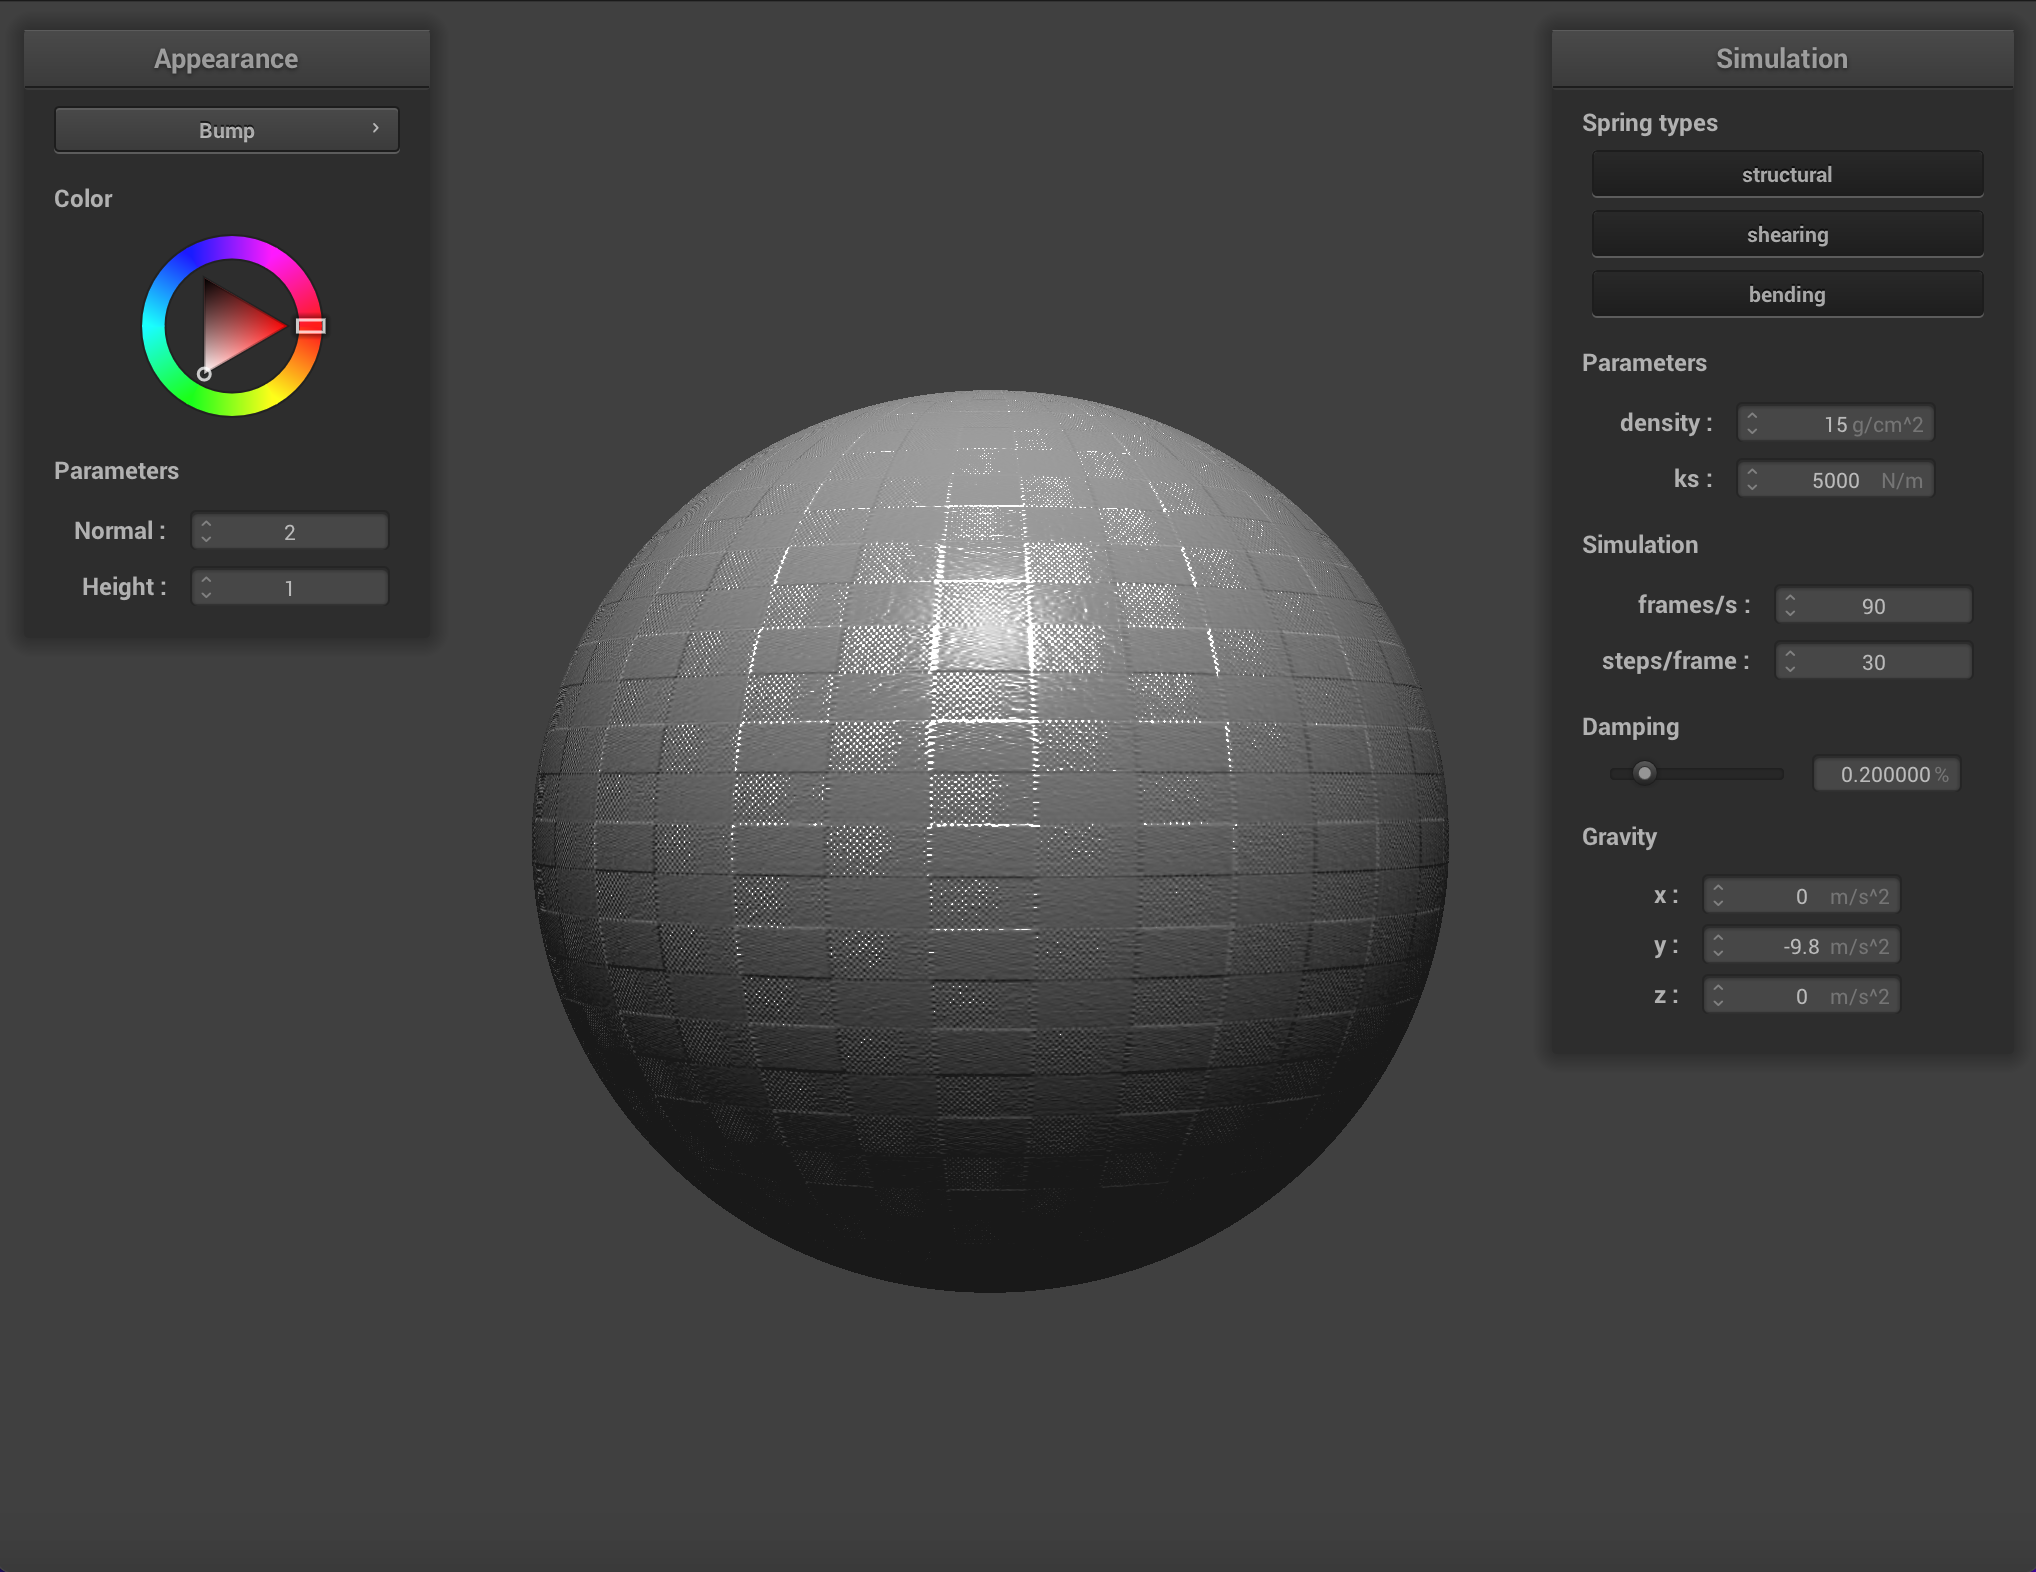 Appearance
Bump
Color
Parameters
Normal : 2
Height : 1
Simulation
Spring types
structural
shearing
bending
Parameters
density : 15 g/cm^2
ks : 5000 N/m
Simulation
frames/s : 90
steps/frame : 30
Damping
0.200000 %
Gravity
x : 0 m/s^2
y : -9.8 m/s^2
z : 0 m/s^2